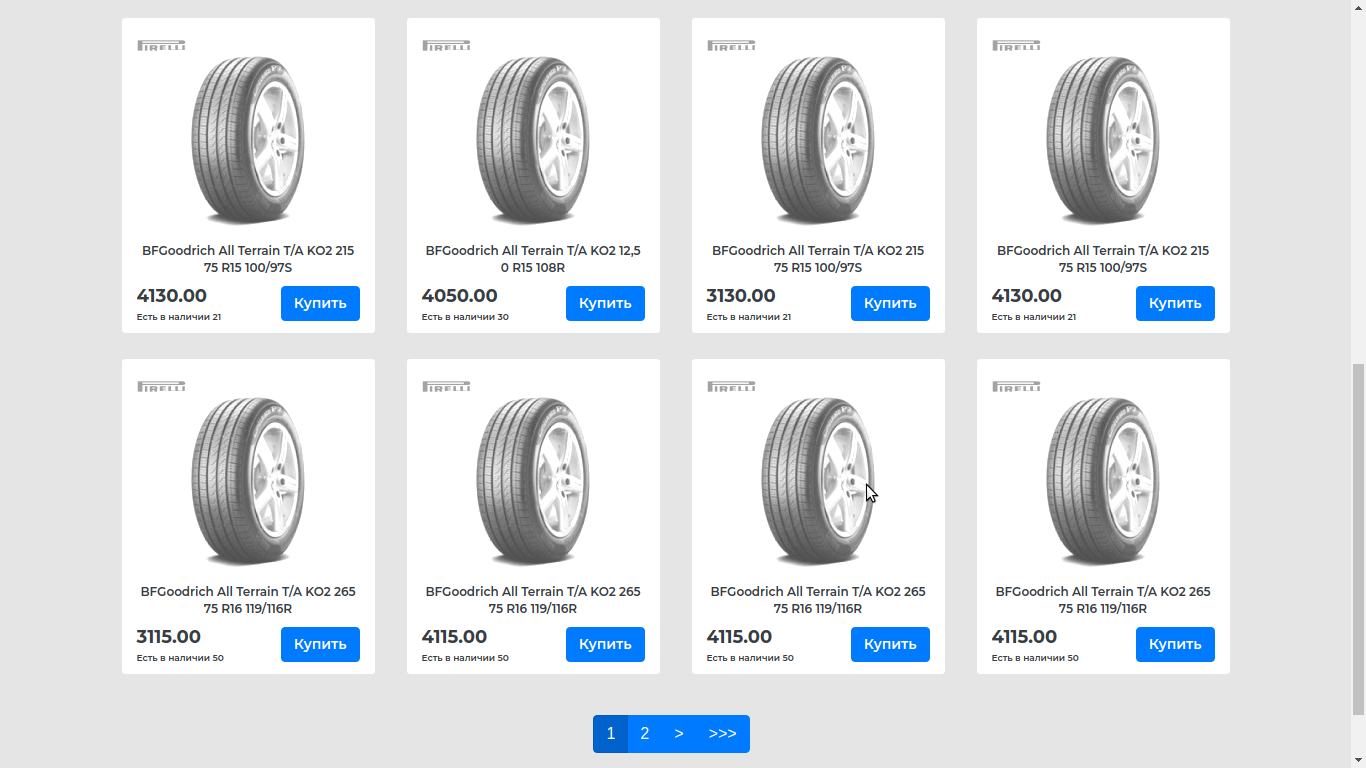 PIRELLI
PIRELLI
PIRELLI
PIRELLI
BFGoodrich All Terrain T/A KO2 215
75 R15 100/97S
4130.00
Есть в наличии 21
Купить
BFGoodrich All Terrain T/A KO2 12,5
0 R15 108R
4050.00
Есть в наличии 30
Купить
BFGoodrich All Terrain T/A KO2 215
75 R15 100/97S
3130.00
Есть в наличии 21
Купить
BFGoodrich All Terrain T/A KO2 215
75 R15 100/97S
4130.00
Есть в наличии 21
Купить
PIRELLI
PIRELLI
PIRELLI
PIRELLI
BFGoodrich All Terrain T/A KO2 265
75 R16 119/116R
3115.00
Есть в наличии 50
Купить
BFGoodrich All Terrain T/A KO2 265
75 R16 119/116R
4115.00
Есть в наличии 50
Купить
BFGoodrich All Terrain T/A KO2 265
75 R16 119/116R
4115.00
Есть в наличии 50
Купить
BFGoodrich All Terrain T/A KO2 265
75 R16 119/116R
4115.00
Есть в наличии 50
Купить
1 2 > >>>